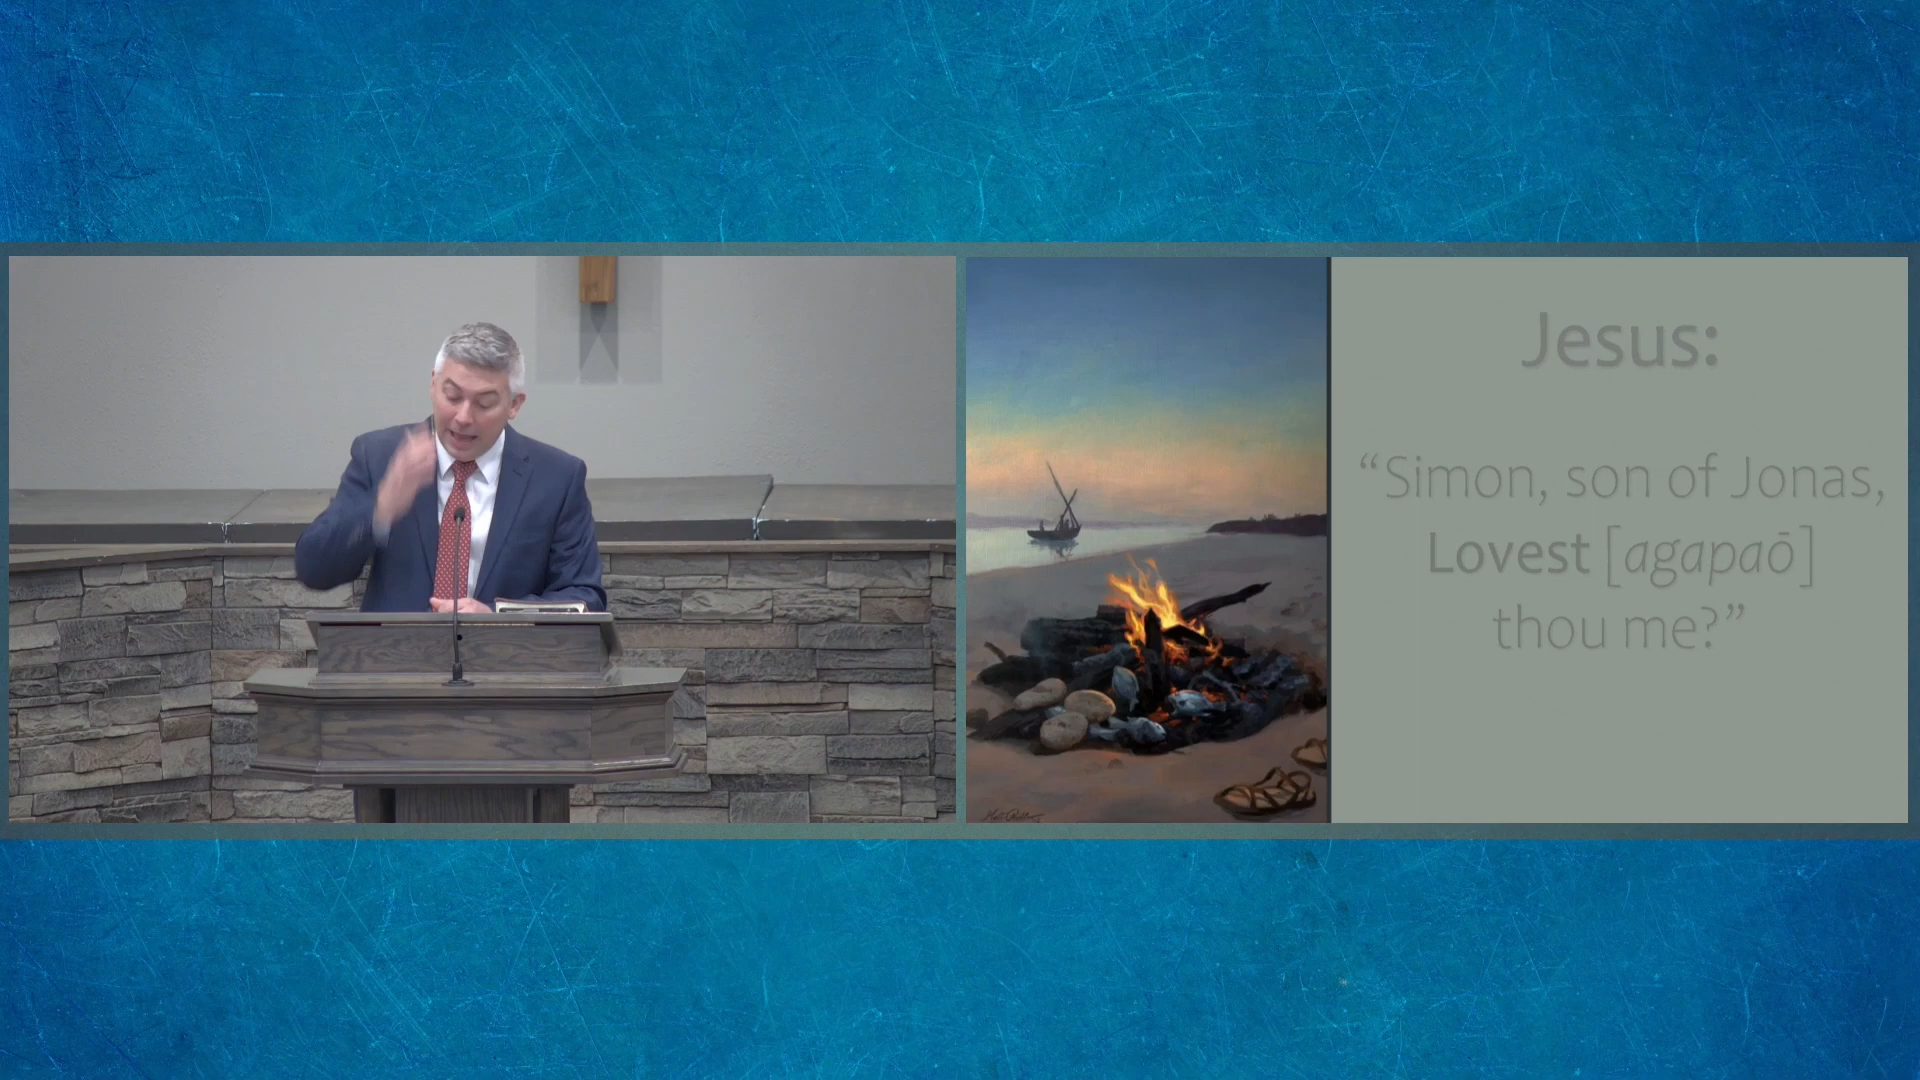 Jesus:
“Simon, son of Jonas,
Lovest [agapaō]
thou me?”